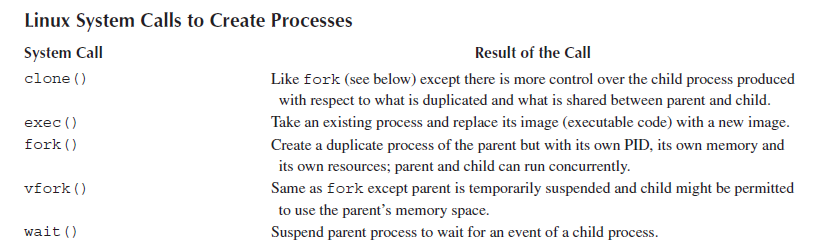 Linux System Calls to Create Processes
System Call Result of the Call
clone() Like fork (see below) except there is more control over the child process produced
with respect to what is duplicated and what is shared between parent and child.
exec() Take an existing process and replace its image (executable code) with a new image.
fork() Create a duplicate process of the parent but with its own PID, its own memory and
its own resources; parent and child can run concurrently.
vfork() Same as fork except parent is temporarily suspended and child might be permitted
to use the parent's memory space.
wait() Suspend parent process to wait for an event of a child process.